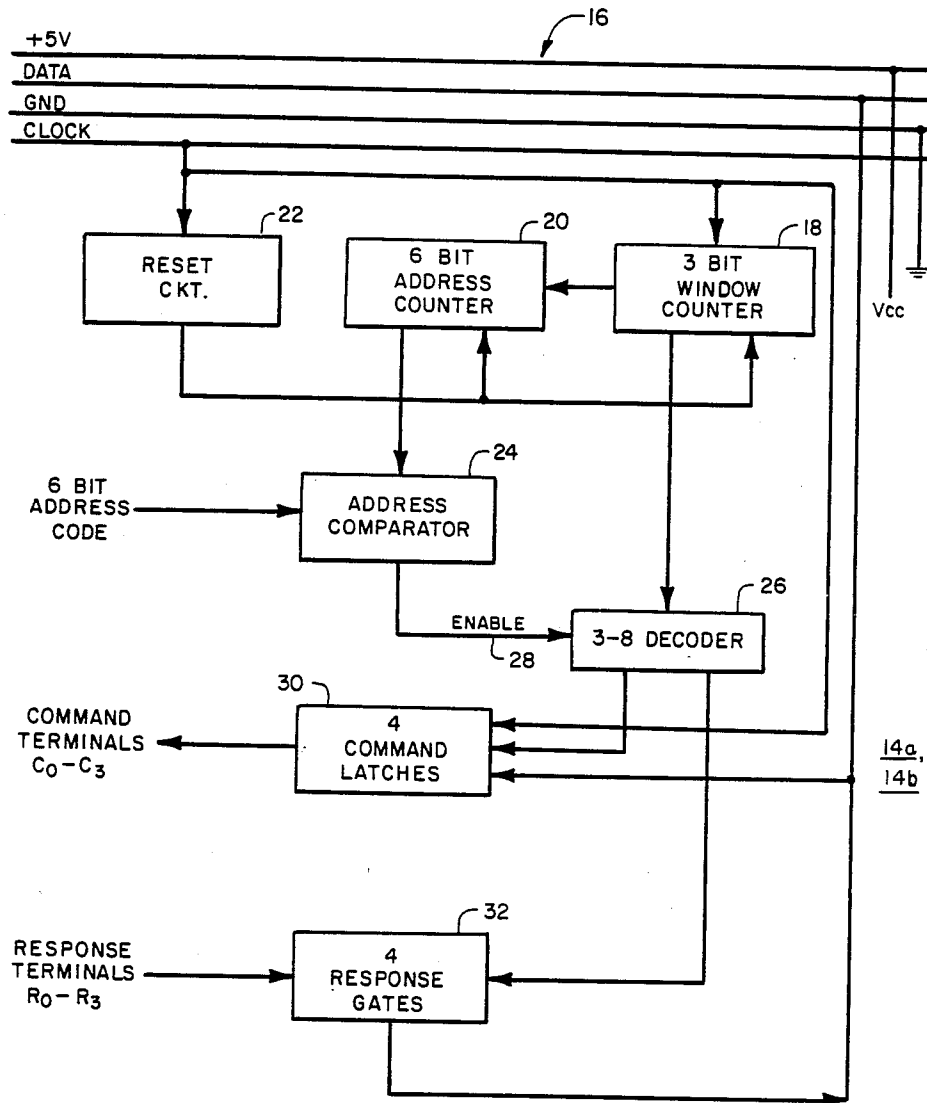 16
+5V
DATA
GND
CLOCK
22
RESET
CKT.
20
6 BIT
ADDRESS
COUNTER
18
3 BIT
WINDOW
COUNTER
Vcc
6 BIT
ADDRESS
CODE
24
ADDRESS
COMPARATOR
ENABLE
28
26
3-8 DECODER
COMMAND
TERMINALS
C0-C3
30
4
COMMAND
LATCHES
14a,
14b
RESPONSE
TERMINALS
R0-R3
32
4
RESPONSE
GATES